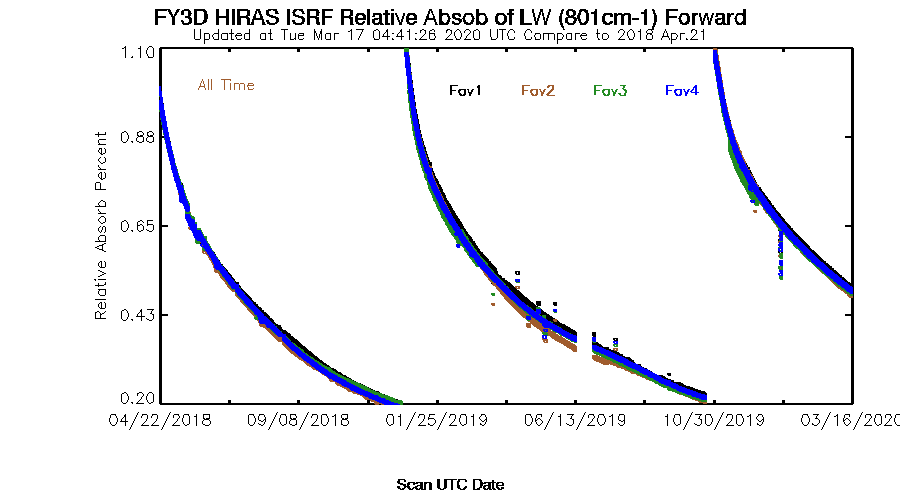 FY3D HIRAS ISRF Relative Absob of LW (801cm-1) Forward
Updated at Tue Mar 17 04:41:26 2020 UTC Compare to 2018 Apr.21
All Time
Fov1 Fov2 Fov3 Fov4
Relative Absorb Percent
1.10
0.88
0.65
0.43
0.20
04/22/2018 09/08/2018 01/25/2019 06/13/2019 10/30/2019 03/16/2020
Scan UTC Date